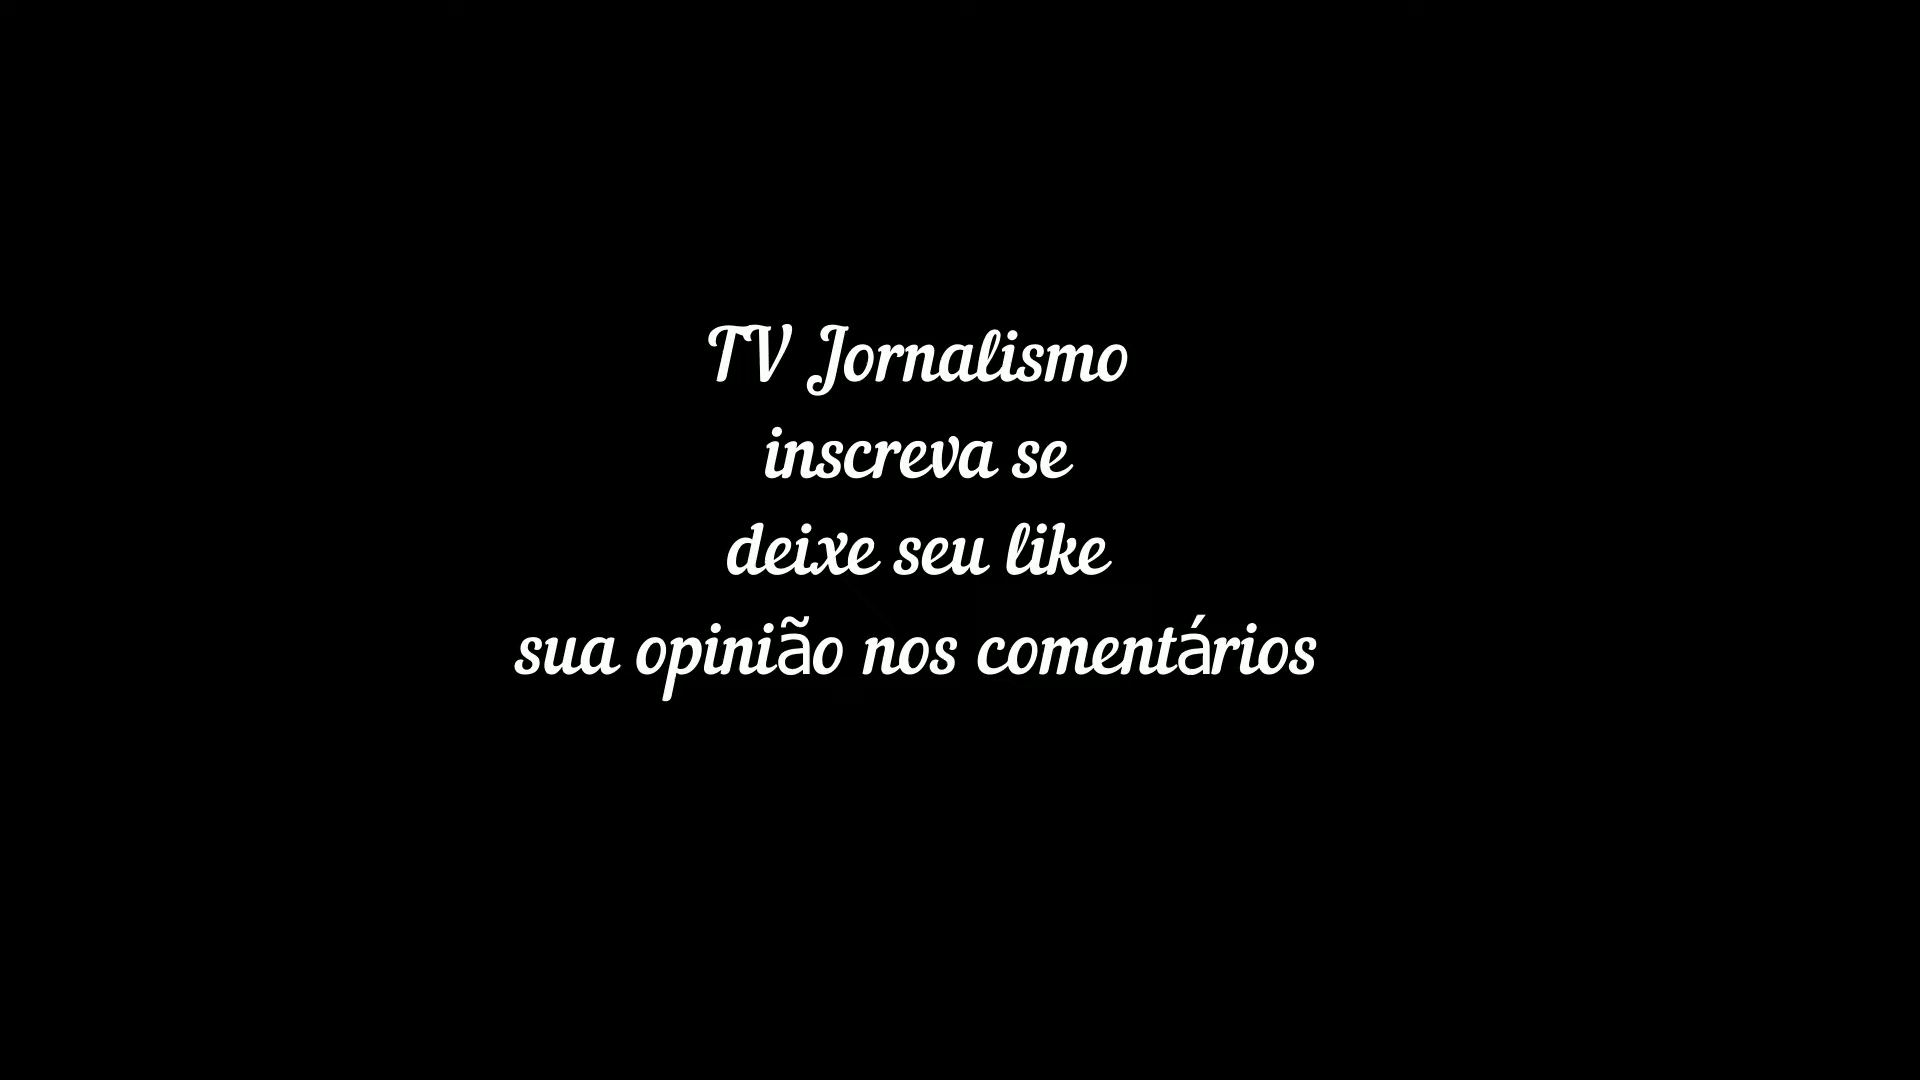 TV Jornalismo
inscreva se
deixe seu like
sua opinião nos comentários